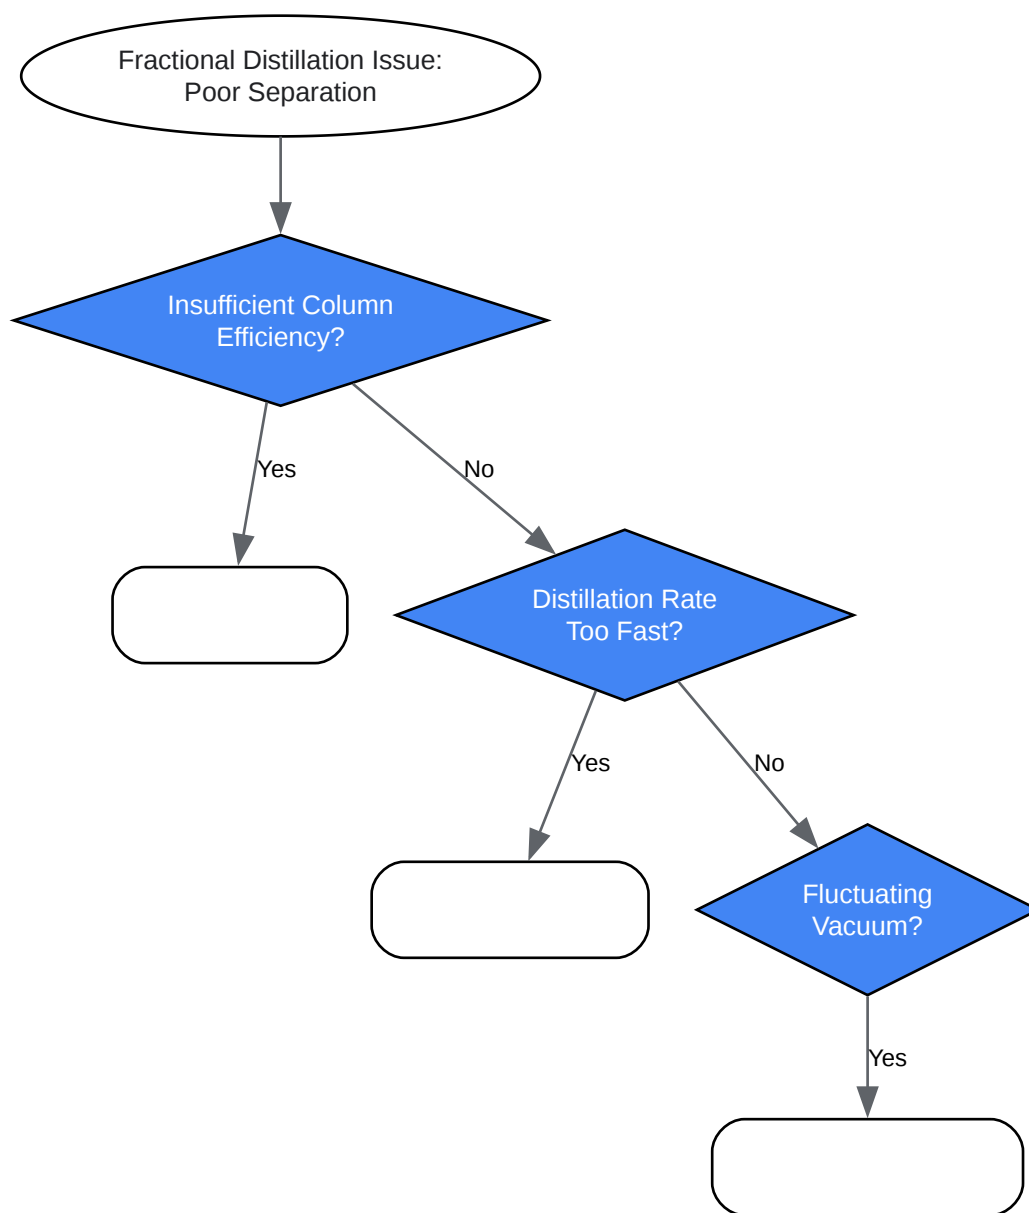 Fractional Distillation Issue:
Poor Separation
Insufficient Column
Efficiency?
Yes
No
Distillation Rate
Too Fast?
Yes
No
Fluctuating
Vacuum?
Yes